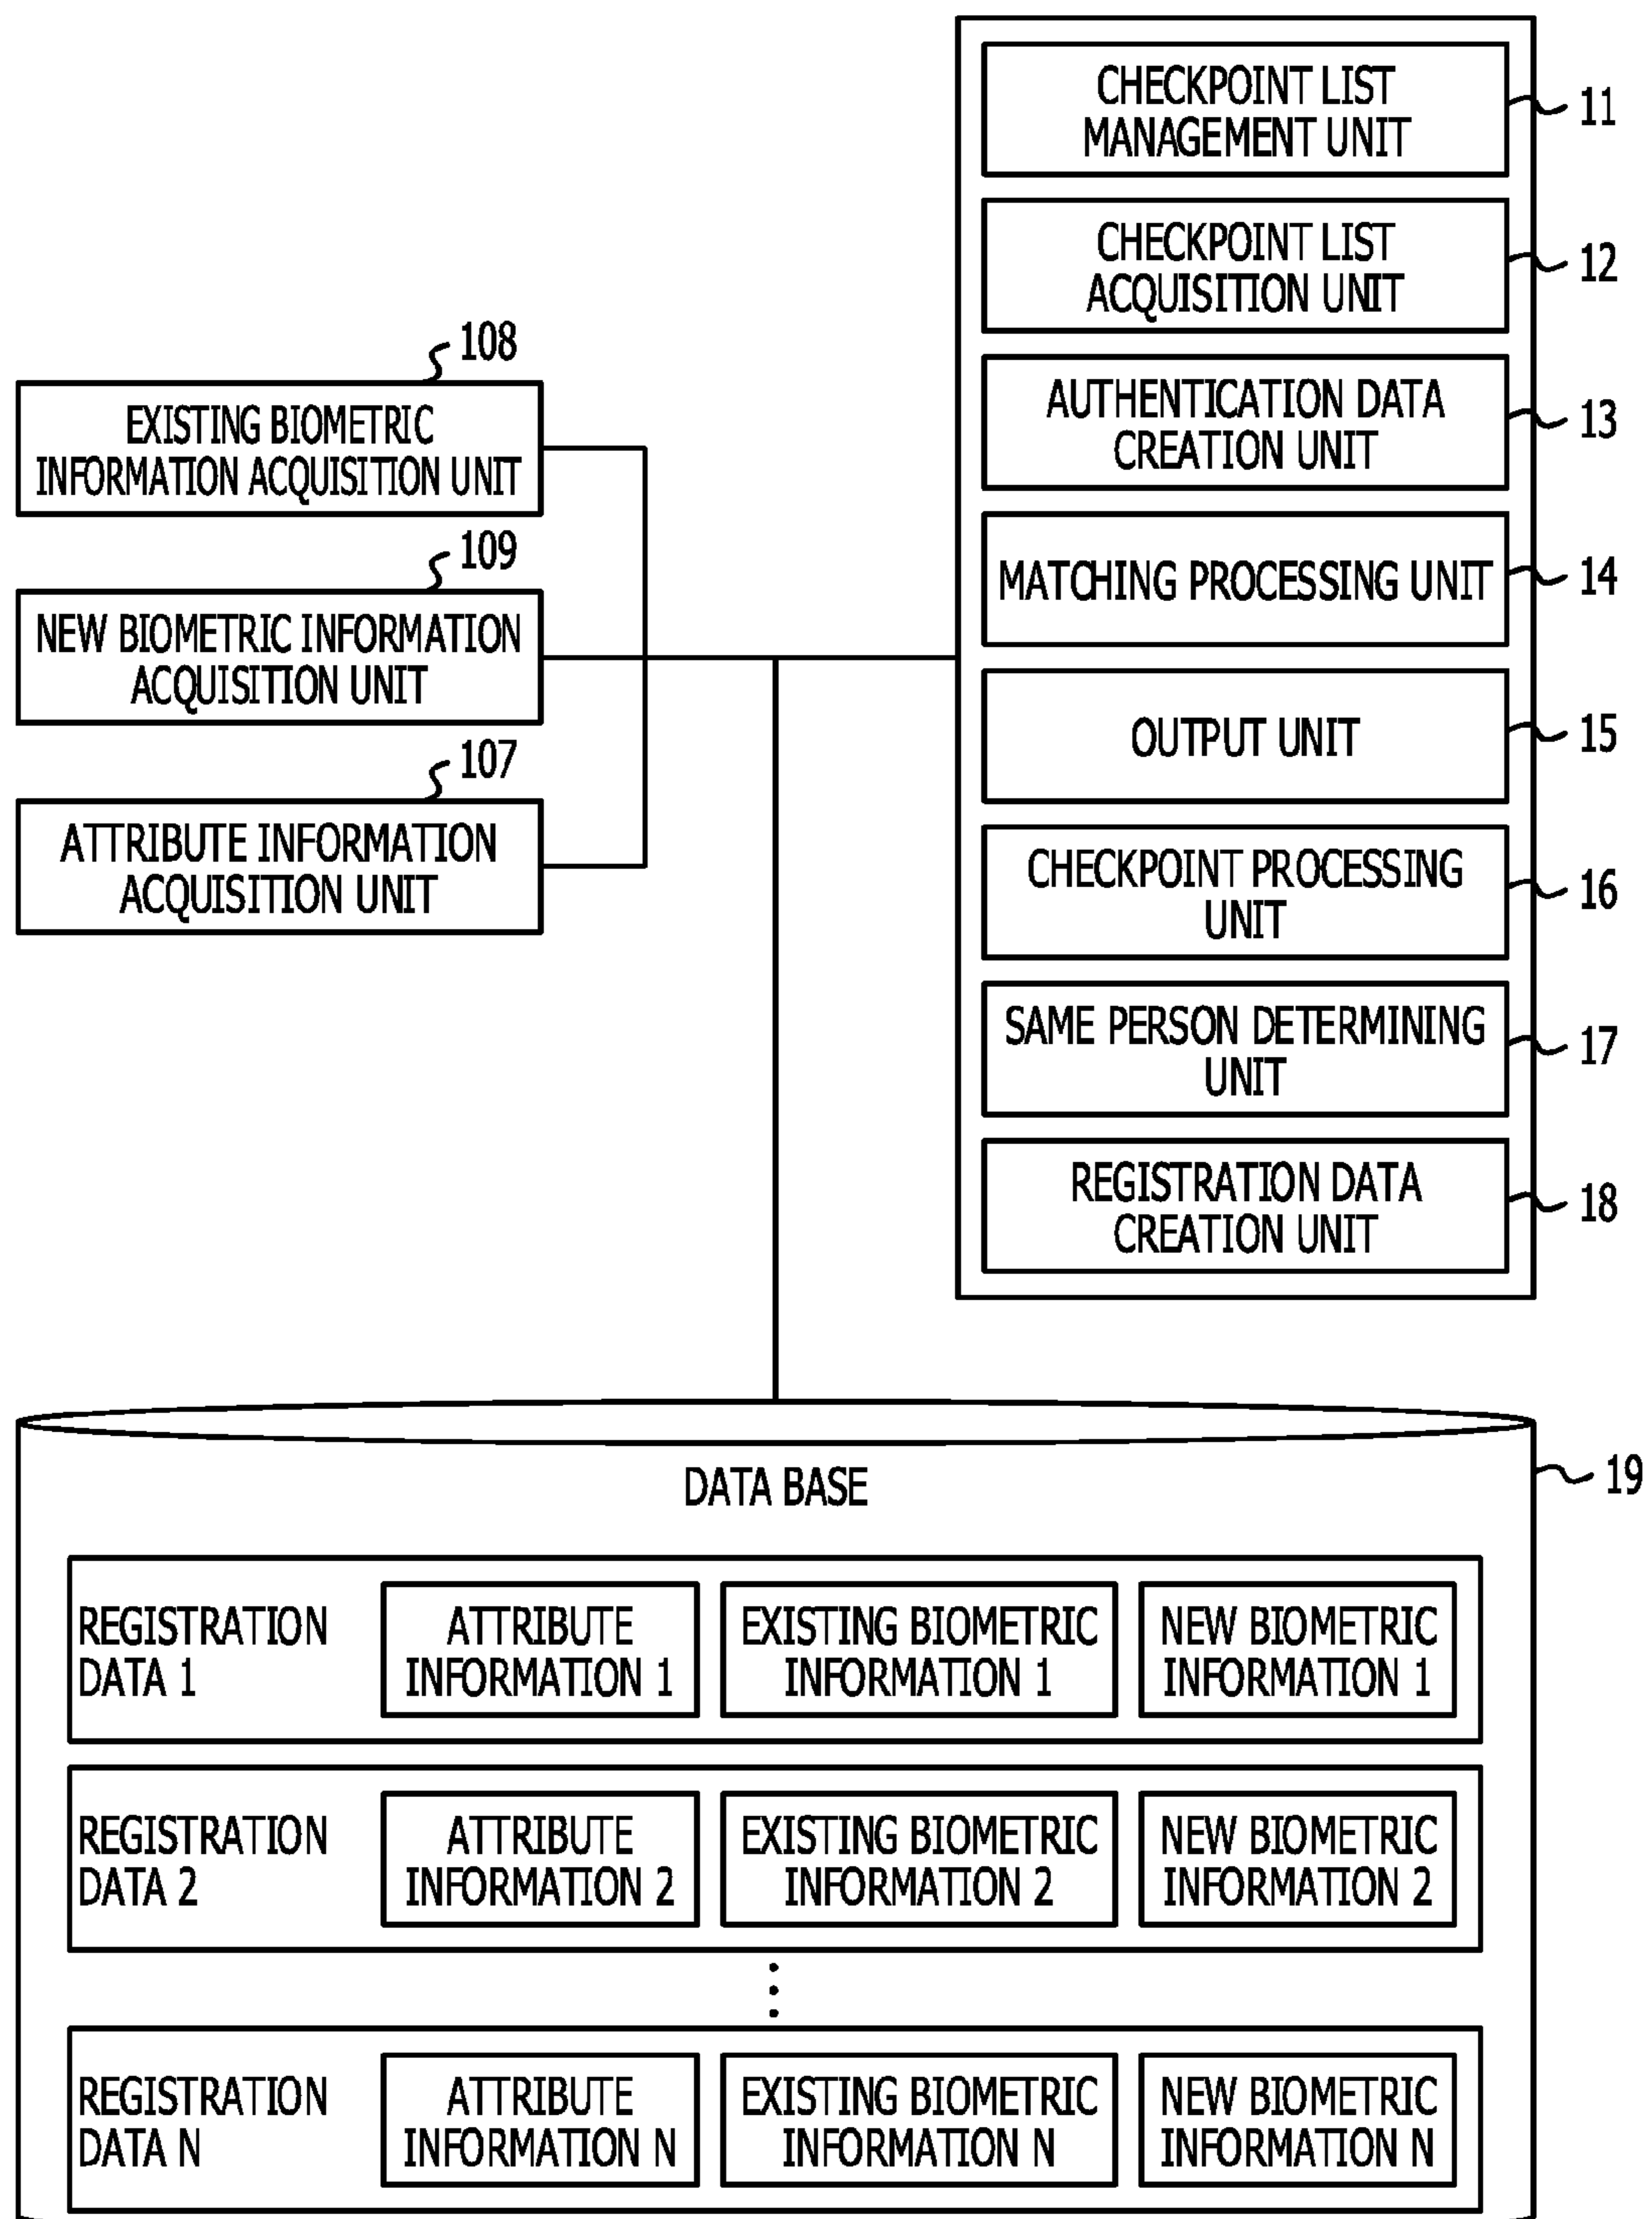 CHECKPOINT LIST
MANAGEMENT UNIT
11
CHECKPOINT LIST
ACQUISITION UNIT
12
108
EXISTING BIOMETRIC
INFORMATION ACQUISITION UNIT
AUTHENTICATION DATA
CREATION UNIT
13
109
NEW BIOMETRIC INFORMATION
ACQUISITION UNIT
MATCHING PROCESSING UNIT
14
107
ATTRIBUTE INFORMATION
ACQUISITION UNIT
OUTPUT UNIT
15
CHECKPOINT PROCESSING
UNIT
16
SAME PERSON DETERMINING
UNIT
17
REGISTRATION DATA
CREATION UNIT
18
DATA BASE
19
REGISTRATION
DATA 1
ATTRIBUTE
INFORMATION 1
EXISTING BIOMETRIC
INFORMATION 1
NEW BIOMETRIC
INFORMATION 1
REGISTRATION
DATA 2
ATTRIBUTE
INFORMATION 2
EXISTING BIOMETRIC
INFORMATION 2
NEW BIOMETRIC
INFORMATION 2
REGISTRATION
DATA N
ATTRIBUTE
INFORMATION N
EXISTING BIOMETRIC
INFORMATION N
NEW BIOMETRIC
INFORMATION N